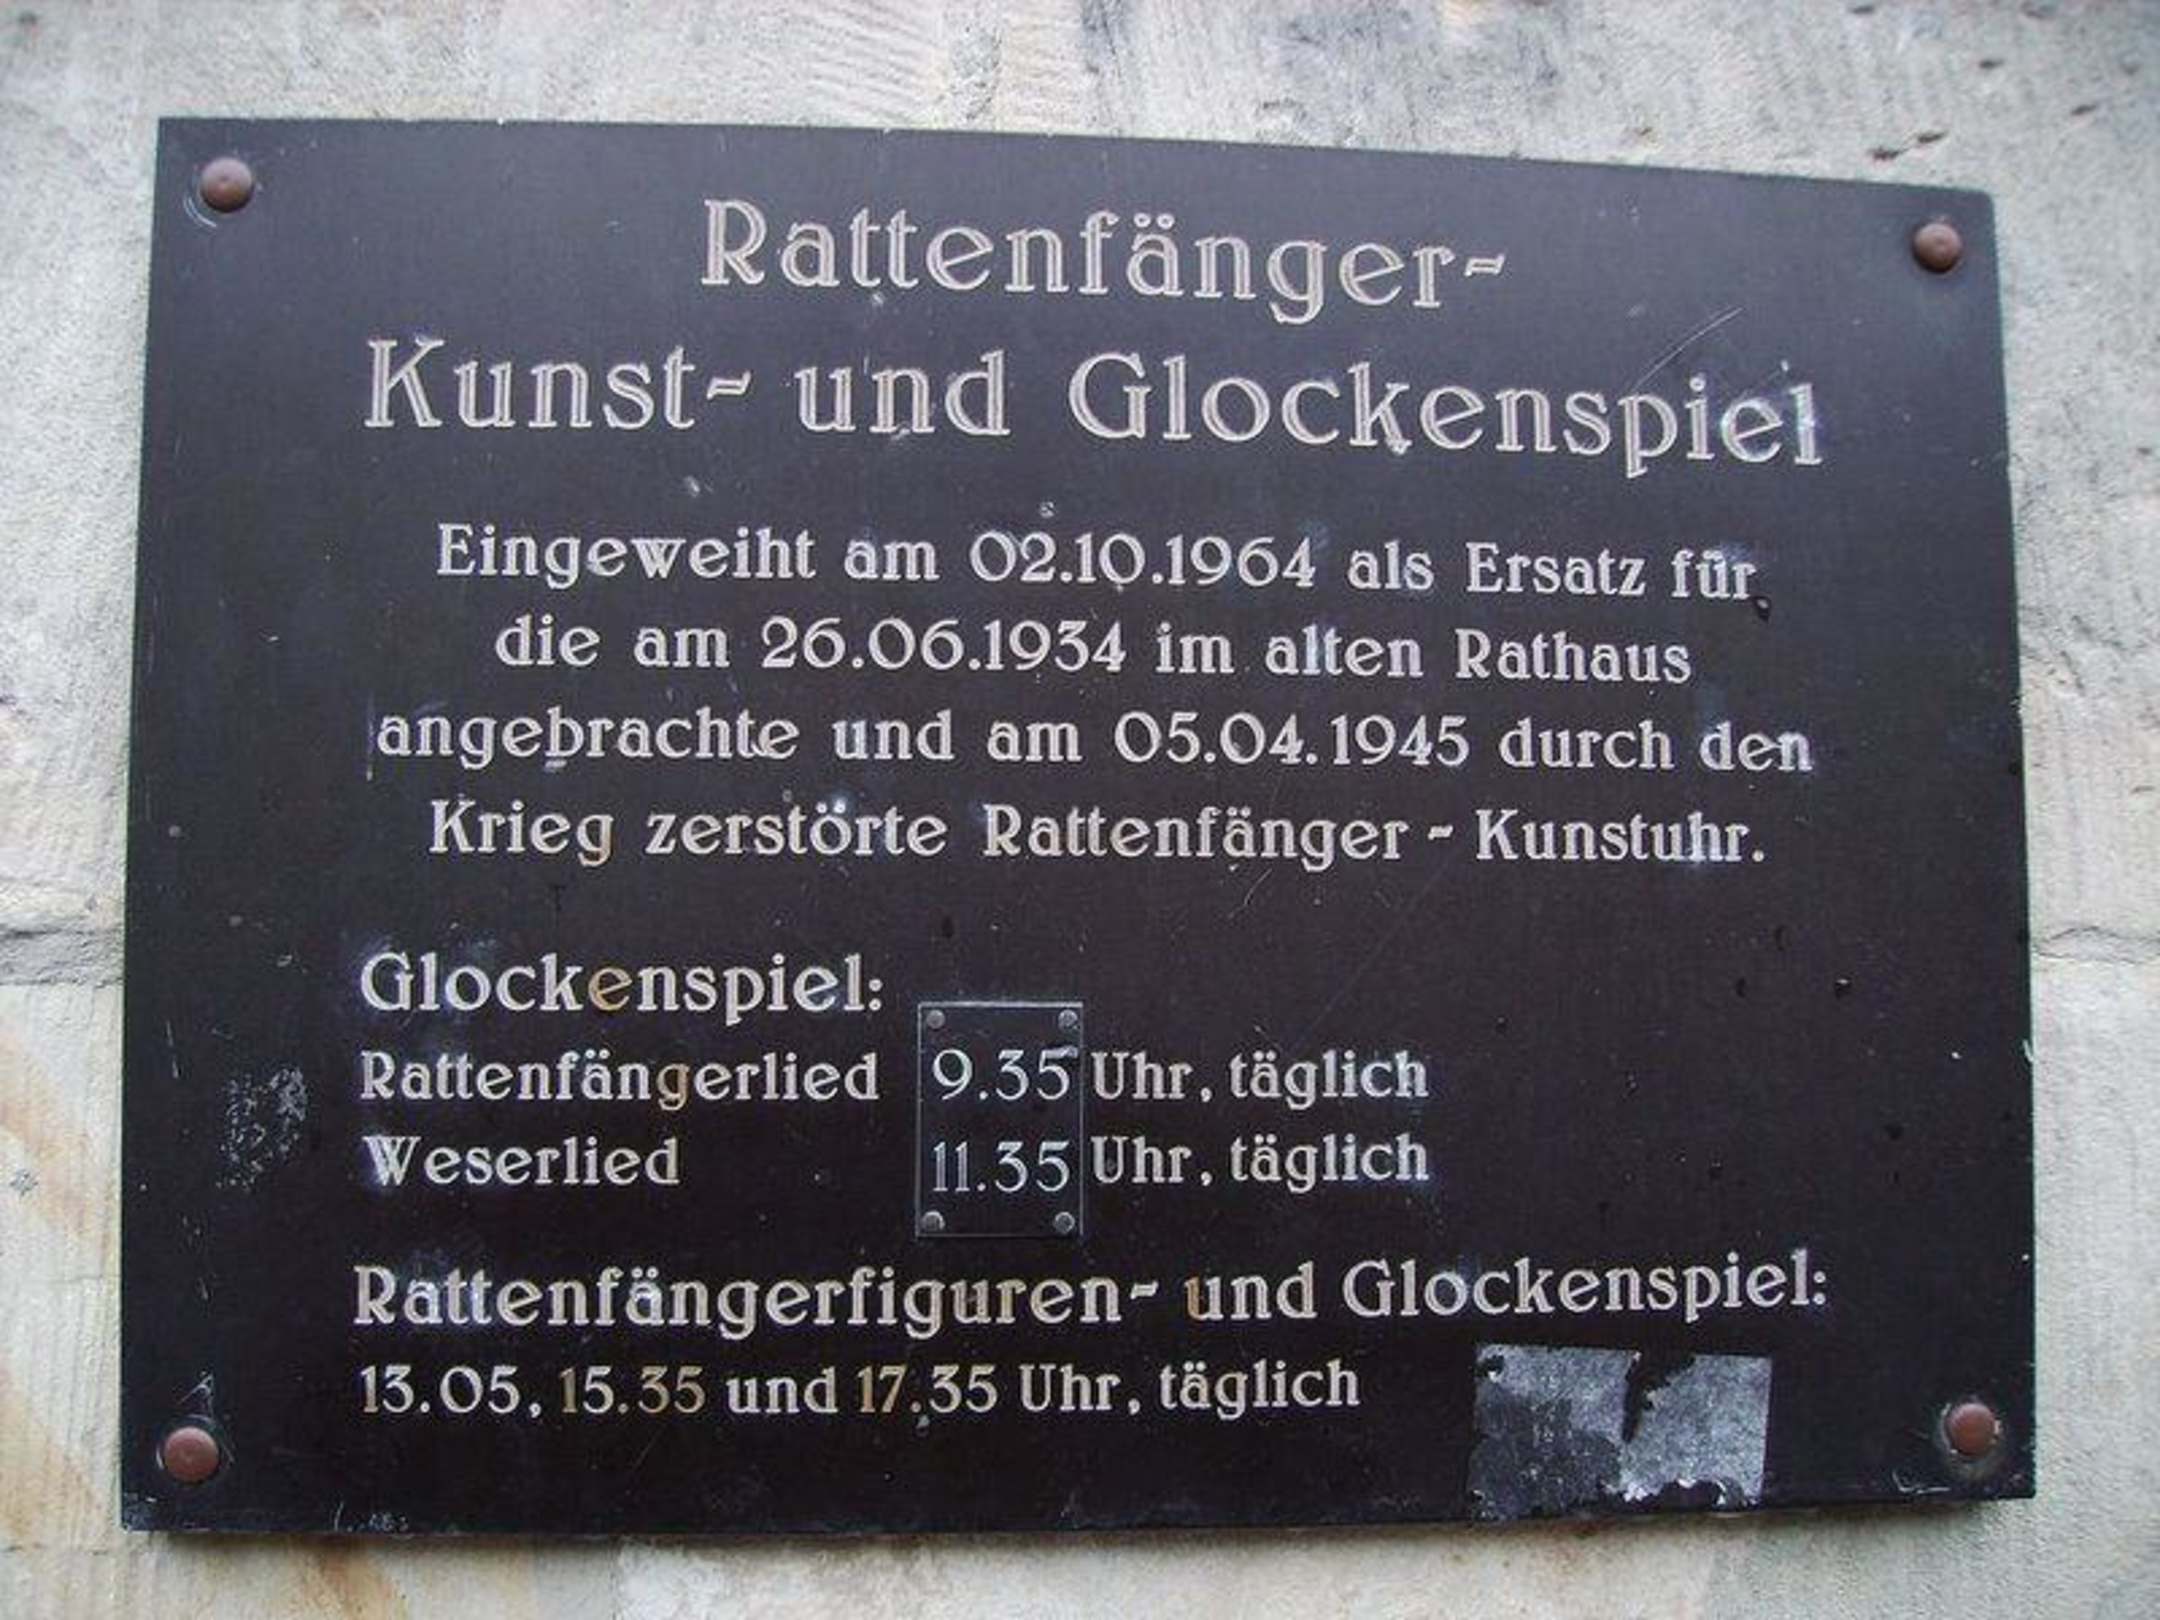 Rattenfänger-
Kunst- und Glockenspiel
Eingeweiht am 02.10.1964 als Ersatz für
die am 26.06.1934 im alten Rathaus
angebrachte und am 05.04.1945 durch den
Krieg zerstörte Rattenfänger - Kunstuhr.
Glockenspiel:
Rattenfängerlied 9.35 Uhr, täglich
Weserlied 11.35 Uhr, täglich
Rattenfängerfiguren- und Glockenspiel:
13.05, 15.35 und 17.35 Uhr, täglich